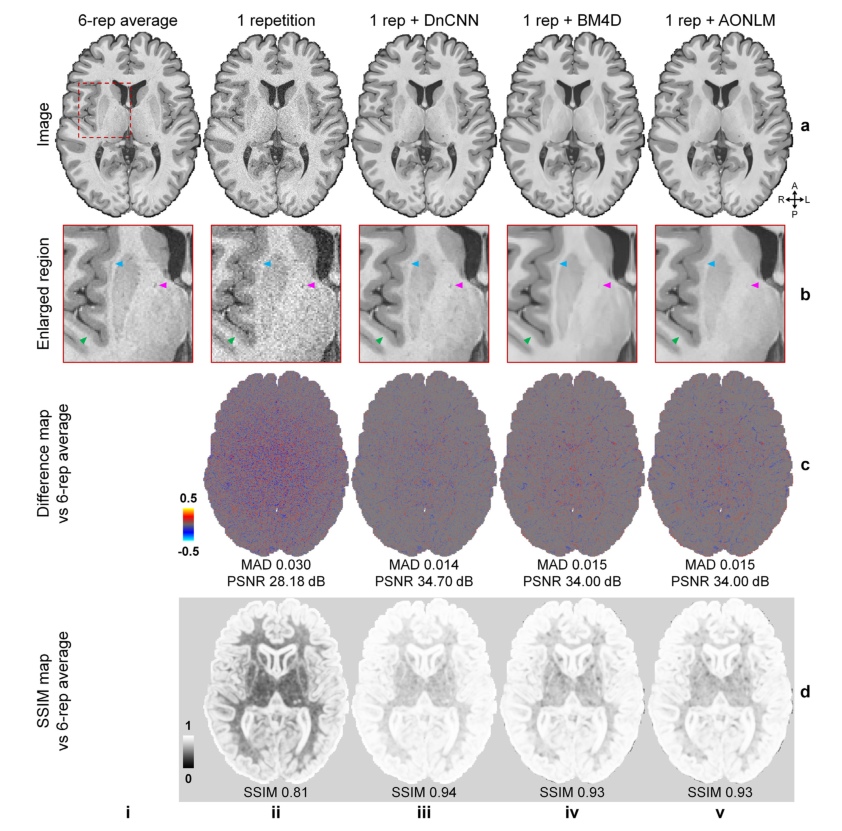 6-rep average
1 repetition
1 rep + DnCNN
1 rep + BM4D
1 rep + AONLM
Image
a
A
R
L
P
Enlarged region
b
Difference map
vs 6-rep average
c
0.5
-0.5
MAD 0.030
PSNR 28.18 dB
MAD 0.014
PSNR 34.70 dB
MAD 0.015
PSNR 34.00 dB
MAD 0.015
PSNR 34.00 dB
SSIM map
vs 6-rep average
d
1
0
SSIM 0.81
SSIM 0.94
SSIM 0.93
SSIM 0.93
i
ii
iii
iv
v